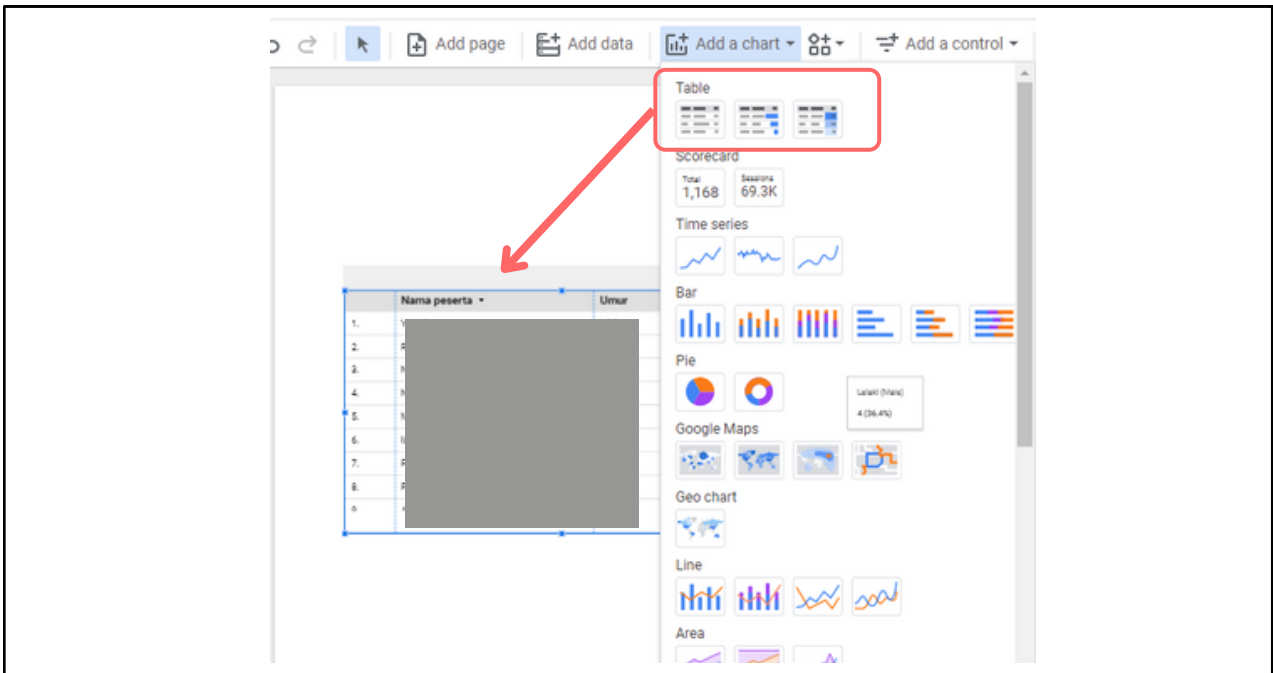 Add page Add data Add a chart Add a control
Table
Scorecard
Total
1,168
Sessions
69.3K
Time series
Bar
Pie
Lelaki (Male)
4 (36.4%)
Google Maps
Geo chart
Line
Area
Nama peserta Umur
1.
2.
3.
4.
5.
6.
7.
8.